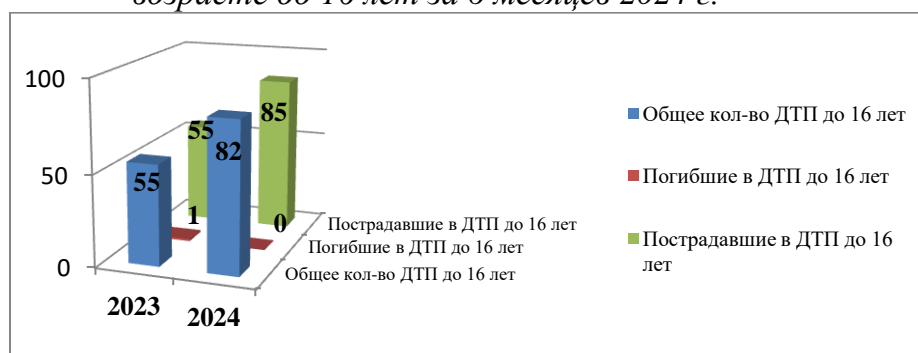 возрасте до 16 лет за 6 месяцев 2024 г.
100
50
0
55
82
55
85
1
0
2023
2024
Пострадавшие в ДТП до 16 лет
Погибшие в ДТП до 16 лет
Общее кол-во ДТП до 16 лет
Общее кол-во ДТП до 16 лет
Погибшие в ДТП до 16 лет
Пострадавшие в ДТП до 16
лет